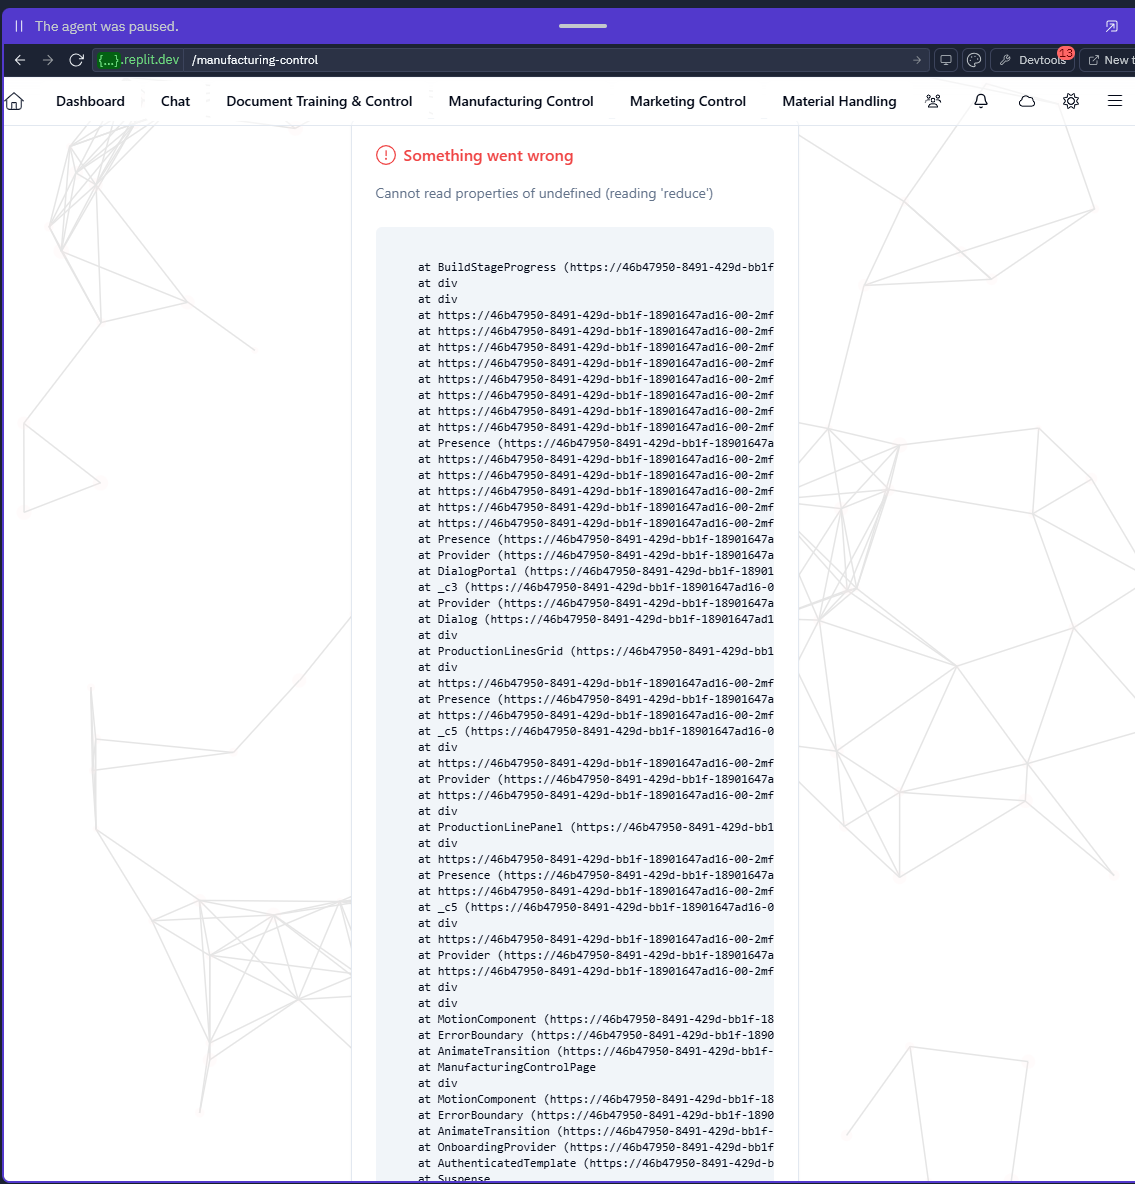 The agent was paused.
{...}.replit.dev /manufacturing-control
Devtools 13
New t
Dashboard Chat Document Training & Control Manufacturing Control Marketing Control Material Handling
Something went wrong
Cannot read properties of undefined (reading 'reduce')
at BuildStageProgress (https://46b47950-8491-429d-bb1f
at div
at div
at https://46b47950-8491-429d-bb1f-18901647ad16-00-2mf
at https://46b47950-8491-429d-bb1f-18901647ad16-00-2mf
at https://46b47950-8491-429d-bb1f-18901647ad16-00-2mf
at https://46b47950-8491-429d-bb1f-18901647ad16-00-2mf
at https://46b47950-8491-429d-bb1f-18901647ad16-00-2mf
at https://46b47950-8491-429d-bb1f-18901647ad16-00-2mf
at https://46b47950-8491-429d-bb1f-18901647ad16-00-2mf
at https://46b47950-8491-429d-bb1f-18901647ad16-00-2mf
at Presence (https://46b47950-8491-429d-bb1f-18901647a
at https://46b47950-8491-429d-bb1f-18901647ad16-00-2mf
at https://46b47950-8491-429d-bb1f-18901647ad16-00-2mf
at https://46b47950-8491-429d-bb1f-18901647ad16-00-2mf
at https://46b47950-8491-429d-bb1f-18901647ad16-00-2mf
at https://46b47950-8491-429d-bb1f-18901647ad16-00-2mf
at Presence (https://46b47950-8491-429d-bb1f-18901647a
at Provider (https://46b47950-8491-429d-bb1f-18901647a
at DialogPortal (https://46b47950-8491-429d-bb1f-18901
at _c3 (https://46b47950-8491-429d-bb1f-18901647ad16-0
at Provider (https://46b47950-8491-429d-bb1f-18901647a
at Dialog (https://46b47950-8491-429d-bb1f-18901647ad1
at div
at ProductionLinesGrid (https://46b47950-8491-429d-bb1
at div
at https://46b47950-8491-429d-bb1f-18901647ad16-00-2mf
at Presence (https://46b47950-8491-429d-bb1f-18901647a
at https://46b47950-8491-429d-bb1f-18901647ad16-00-2mf
at _c5 (https://46b47950-8491-429d-bb1f-18901647ad16-0
at div
at https://46b47950-8491-429d-bb1f-18901647ad16-00-2mf
at Provider (https://46b47950-8491-429d-bb1f-18901647a
at https://46b47950-8491-429d-bb1f-18901647ad16-00-2mf
at div
at ProductionLinePanel (https://46b47950-8491-429d-bb1
at div
at https://46b47950-8491-429d-bb1f-18901647ad16-00-2mf
at Presence (https://46b47950-8491-429d-bb1f-18901647a
at https://46b47950-8491-429d-bb1f-18901647ad16-00-2mf
at _c5 (https://46b47950-8491-429d-bb1f-18901647ad16-0
at div
at https://46b47950-8491-429d-bb1f-18901647ad16-00-2mf
at Provider (https://46b47950-8491-429d-bb1f-18901647a
at https://46b47950-8491-429d-bb1f-18901647ad16-00-2mf
at div
at div
at MotionComponent (https://46b47950-8491-429d-bb1f-18
at ErrorBoundary (https://46b47950-8491-429d-bb1f-1890
at AnimateTransition (https://46b47950-8491-429d-bb1f-
at ManufacturingControlPage
at div
at MotionComponent (https://46b47950-8491-429d-bb1f-18
at ErrorBoundary (https://46b47950-8491-429d-bb1f-1890
at AnimateTransition (https://46b47950-8491-429d-bb1f-
at OnboardingProvider (https://46b47950-8491-429d-bb1f
at AuthenticatedTemplate (https://46b47950-8491-429d-b
at Suspense